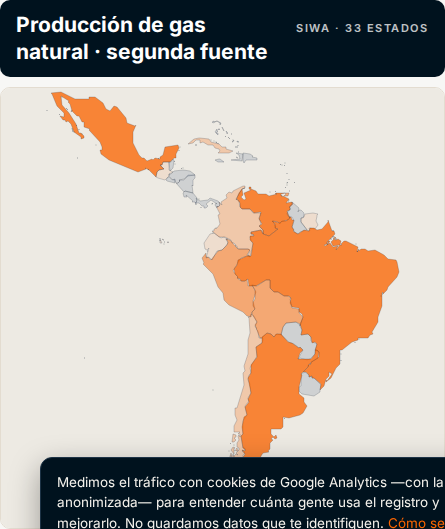 Producción de gas
natural · segunda fuente
SIWA · 33 ESTADOS
Medimos el tráfico con cookies de Google Analytics —con la
anonimizada— para entender cuánta gente usa el registro y
mejorarlo. No guardamos datos que te identifiquen. Cómo se